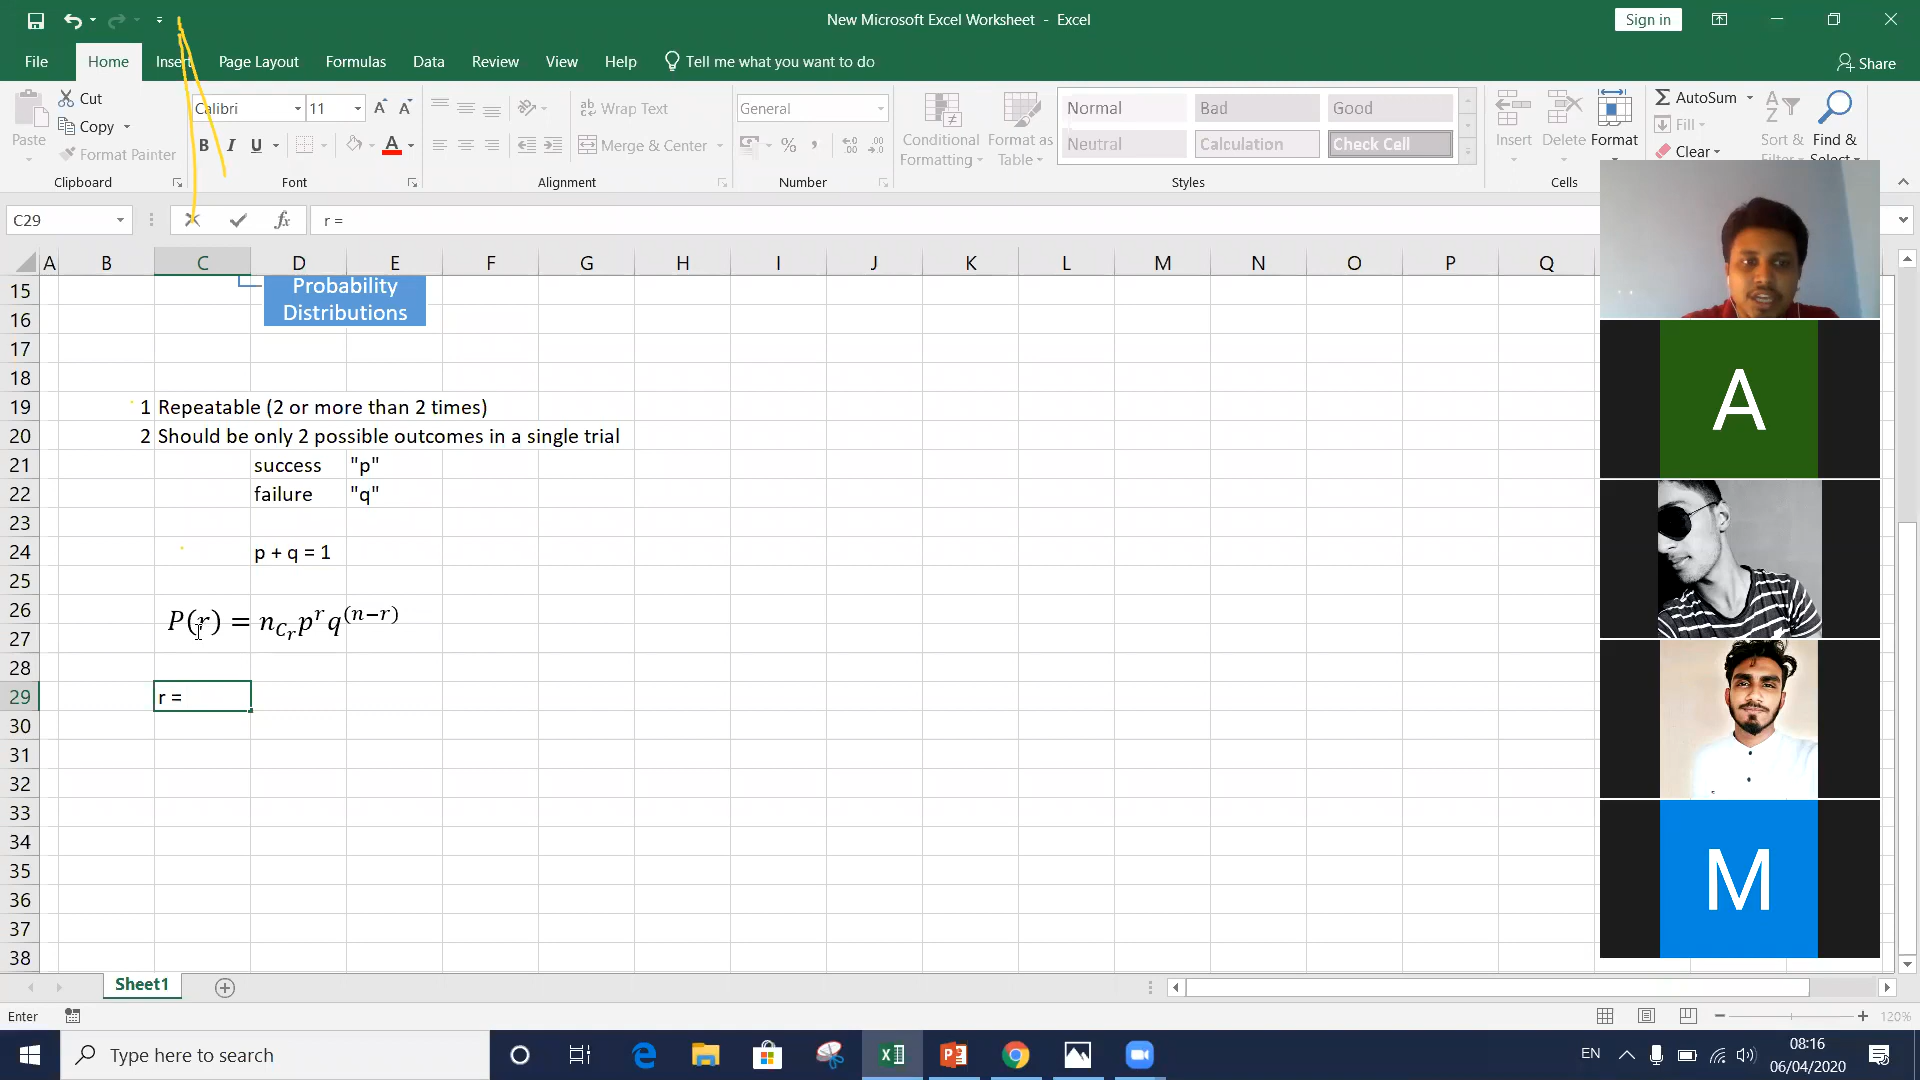 New Microsoft Excel Worksheet - Excel
Sign in
File Home Insert Page Layout Formulas Data Review View Help Tell me what you want to do
Share
Paste
Cut
Copy
Format Painter
Clipboard
Calibri 11
B I U
Font
Wrap Text
Merge & Center
Alignment
General
Number
Conditional Formatting
Format as Table
Normal Bad Good
Neutral Calculation Check Cell
Styles
Insert Delete Format
Cells
AutoSum
Fill
Clear
Sort &
Find &
C29
fx
r =
A B C D E F G H I J K L M N O P Q
15
16
Probability
Distributions
17
18
19 1 Repeatable (2 or more than 2 times)
20 2 Should be only 2 possible outcomes in a single trial
21 success "p"
22 failure "q"
23
24 p + q = 1
25
26
27
P(r) = n_{C_r} p^r q^{(n−r)}
28
29 r =
30
31
32
33
34
35
36
37
38
A
M
Sheet1
Enter
120%
Type here to search
EN
08:16
06/04/2020